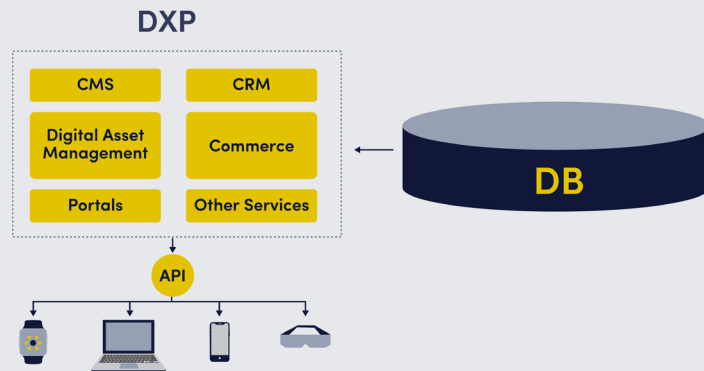 DXP
CMS
CRM
Digital Asset
Management
Commerce
Portals
Other Services
DB
API